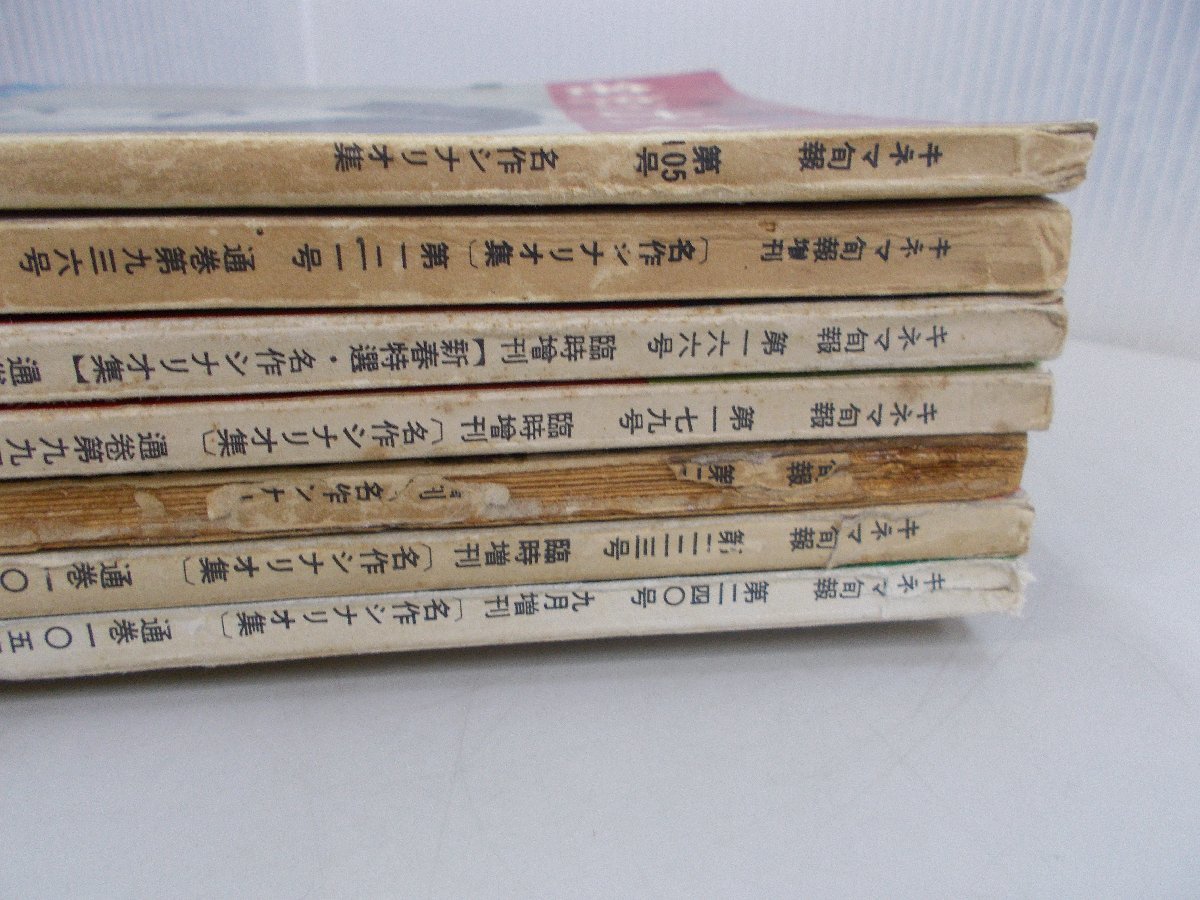 キネマ旬報 第105号 名作シナリオ集
キネマ旬報増刊 〔名作シナリオ集〕 第一二一号 通巻第九三六号
キネマ旬報 第一六六号 臨時増刊【新春特選・名作シナリオ集】 通巻
キネマ旬報 第一七九号 臨時増刊〔名作シナリオ集〕 通巻第九九
旬報 第二 刊 名作シナ
キネマ旬報 第二二三号 臨時増刊〔名作シナリオ集〕 通巻一〇
キネマ旬報 第二四〇号 九月増刊〔名作シナリオ集〕 通巻一〇五